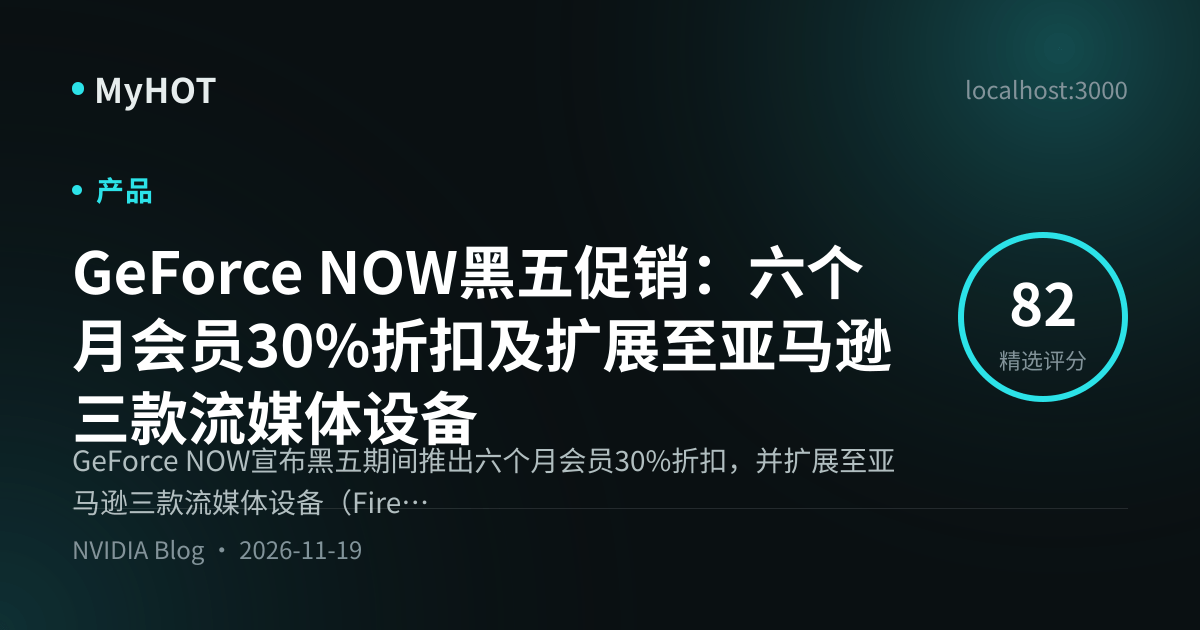 MyHOT
localhost:3000
产品
GeForce NOW黑五促销：六个
月会员30%折扣及扩展至亚马逊
三款流媒体设备
82
精选评分
GeForce NOW宣布黑五期间推出六个月会员30%折扣，并扩展至亚
马逊三款流媒体设备（Fire…
NVIDIA Blog · 2026-11-19